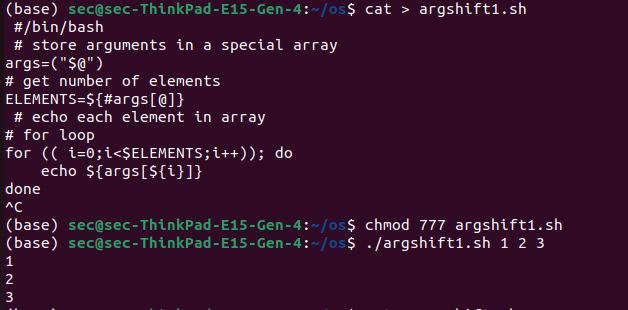 (base) sec@sec-ThinkPad-E15-Gen-4:~/os$ cat > argshift1.sh
 #/bin/bash
 # store arguments in a special array
args=("$@")
# get number of elements
ELEMENTS=${#args[@]}
 # echo each element in array
# for loop
for (( i=0;i<$ELEMENTS;i++)); do
    echo ${args[${i}]}
done
^C
(base) sec@sec-ThinkPad-E15-Gen-4:~/os$ chmod 777 argshift1.sh
(base) sec@sec-ThinkPad-E15-Gen-4:~/os$ ./argshift1.sh 1 2 3
1
2
3